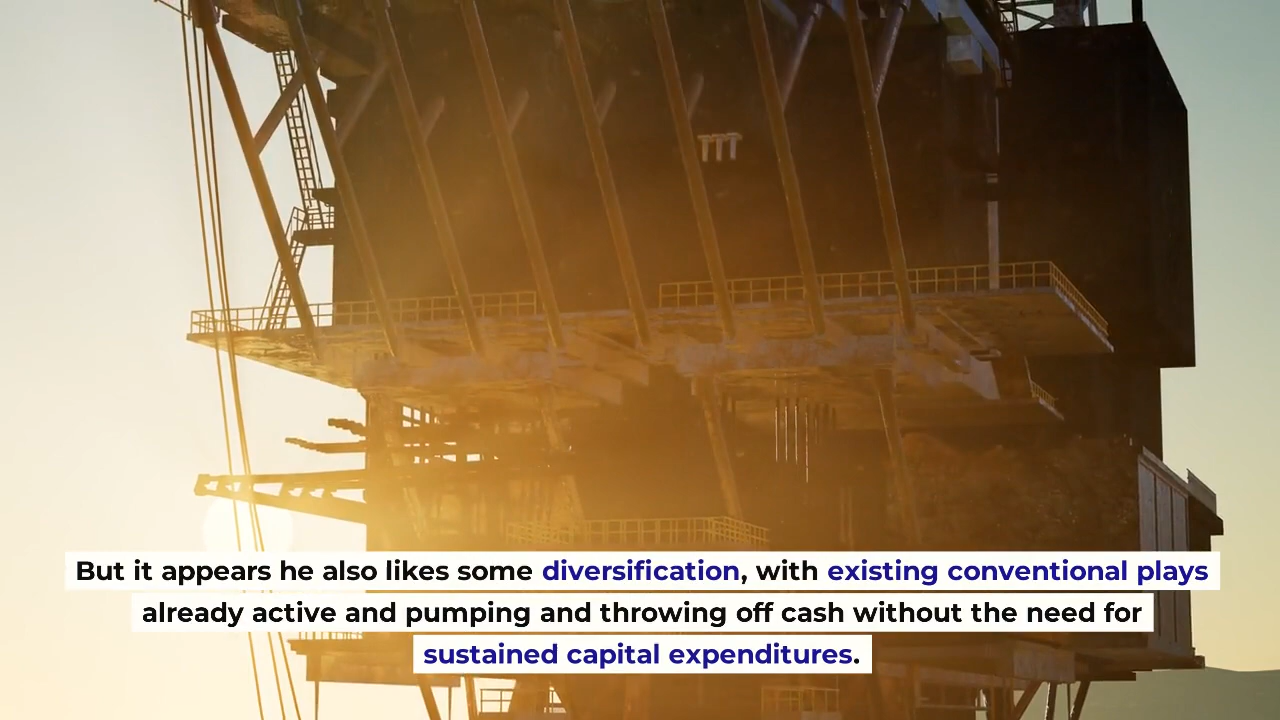 But it appears he also likes some diversification, with existing conventional plays
already active and pumping and throwing off cash without the need for
sustained capital expenditures.